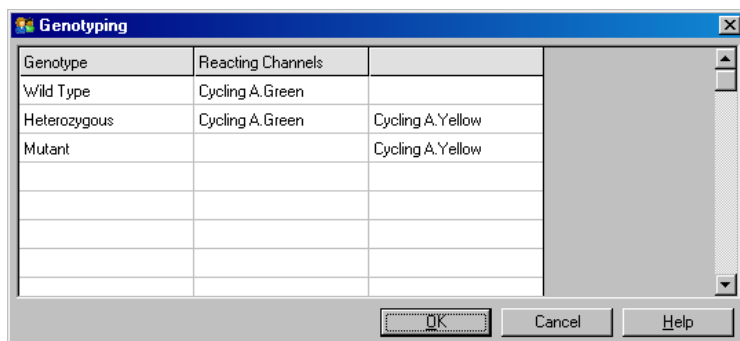 Genotyping
Genotype Reacting Channels
Wild Type Cycling A.Green
Heterozygous Cycling A.Green Cycling A.Yellow
Mutant Cycling A.Yellow
OK Cancel Help